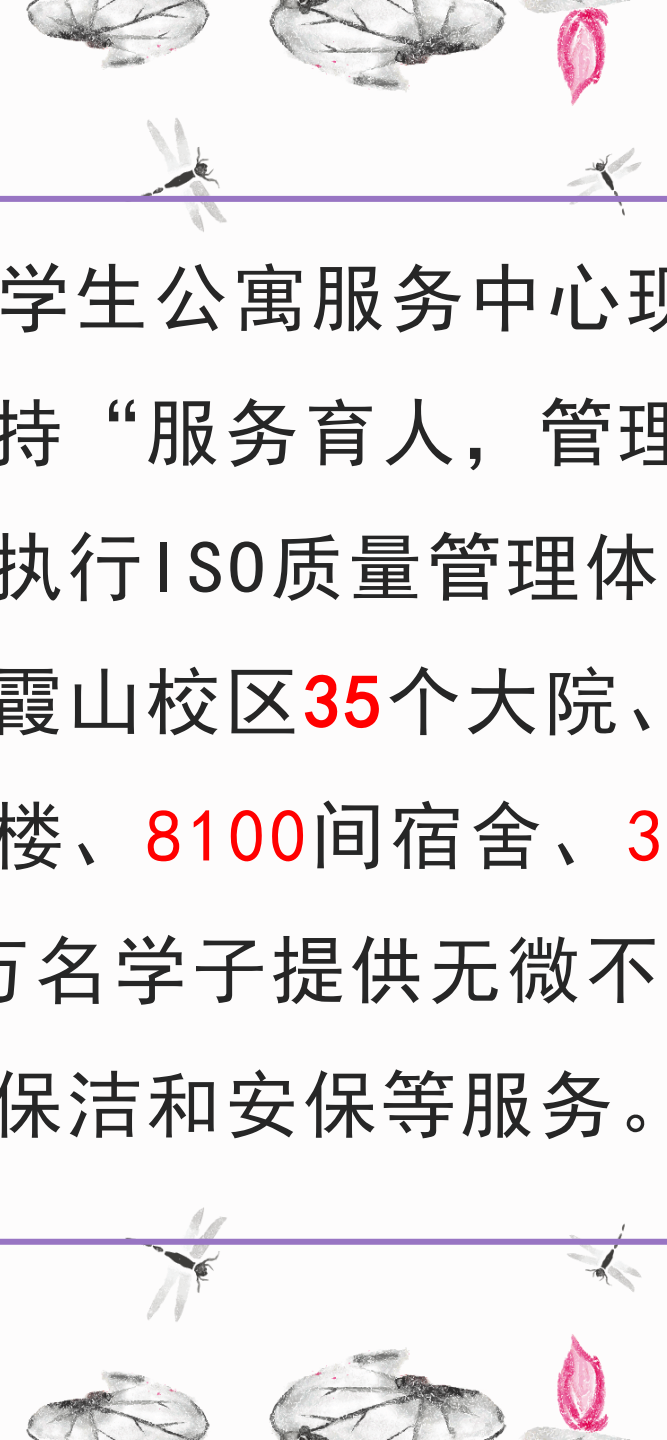 学生公寓服务中心现
持“服务育人，管理
执行ISO质量管理体
霞山校区35个大院、
楼、8100间宿舍、3
万名学子提供无微不
保洁和安保等服务。